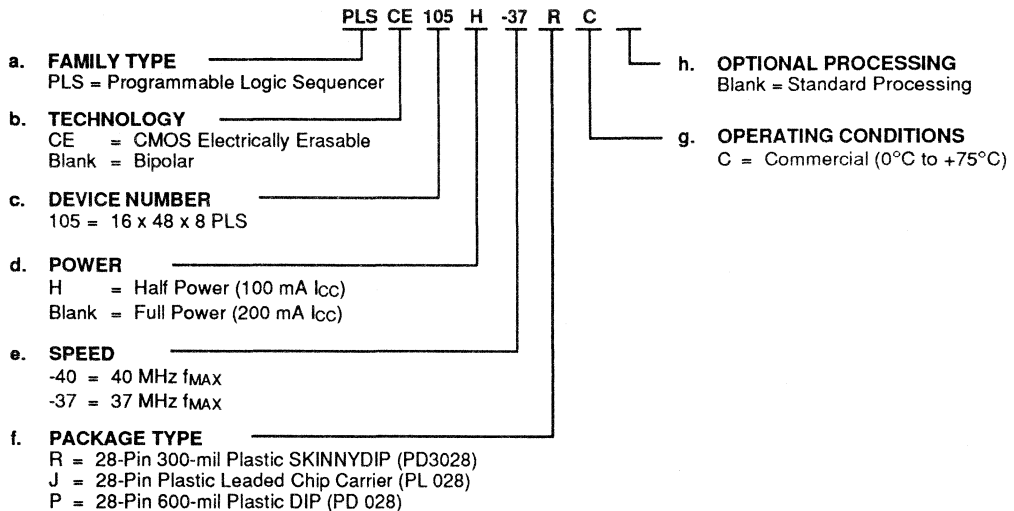 PLS CE 105 H -37 R C
a. FAMILY TYPE
PLS = Programmable Logic Sequencer
b. TECHNOLOGY
CE = CMOS Electrically Erasable
Blank = Bipolar
c. DEVICE NUMBER
105 = 16 x 48 x 8 PLS
d. POWER
H = Half Power (100 mA ICC)
Blank = Full Power (200 mA ICC)
e. SPEED
-40 = 40 MHz fMAX
-37 = 37 MHz fMAX
f. PACKAGE TYPE
R = 28-Pin 300-mil Plastic SKINNYDIP (PD3028)
J = 28-Pin Plastic Leaded Chip Carrier (PL 028)
P = 28-Pin 600-mil Plastic DIP (PD 028)
h. OPTIONAL PROCESSING
Blank = Standard Processing
g. OPERATING CONDITIONS
C = Commercial (0°C to +75°C)